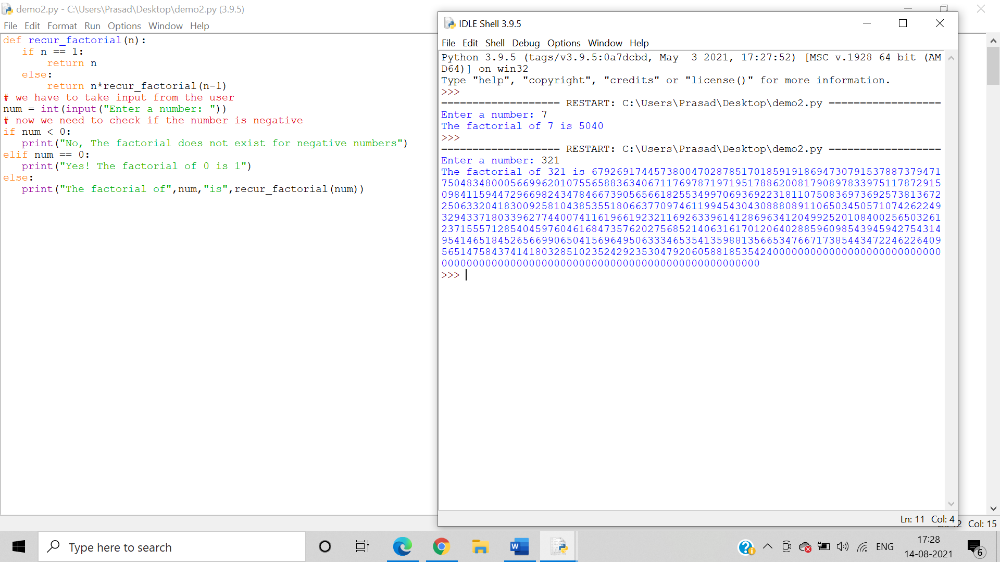 demo2.py - C:\Users\Prasad\Desktop\demo2.py (3.9.5)
File Edit Format Run Options Window Help
def recur_factorial(n):
   if n == 1:
       return n
   else:
       return n*recur_factorial(n-1)
# we have to take input from the user
num = int(input("Enter a number: "))
# now we need to check if the number is negative
if num < 0:
   print("No, The factorial does not exist for negative numbers")
elif num == 0:
   print("Yes! The factorial of 0 is 1")
else:
   print("The factorial of",num,"is",recur_factorial(num))
IDLE Shell 3.9.5
File Edit Shell Debug Options Window Help
Python 3.9.5 (tags/v3.9.5:0a7dcbd, May  3 2021, 17:27:52) [MSC v.1928 64 bit (AM
D64)] on win32
Type "help", "copyright", "credits" or "license()" for more information.
>>>
=================== RESTART: C:\Users\Prasad\Desktop\demo2.py ==================
Enter a number: 7
The factorial of 7 is 5040
>>>
=================== RESTART: C:\Users\Prasad\Desktop\demo2.py ==================
Enter a number: 321
The factorial of 321 is 67926917445738004702878517018591918694730791537887379471
75048348000566996201075565883634067117697871971951788620081790897833975117872915
09841159447296698243478466739056566182553499706936922318110750836973692573813672
25063320418300925810438535518066377097461199454304308880891106503450571074262249
32943371803396277440074116196619232116926339614128696341204992520108400256503261
23715557128540459760461684735762027568521406316170120640288596098543945942754314
95414651845265669906504156964950633346535413598813566534766717385443472246226409
56514758437414180328510235242923530479206058818535424000000000000000000000000000
000000000000000000000000000000000000000000000000000
>>>
Ln: 11 Col: 4
2 Col: 15
Type here to search
W
ENG
17:28
14-08-2021
6